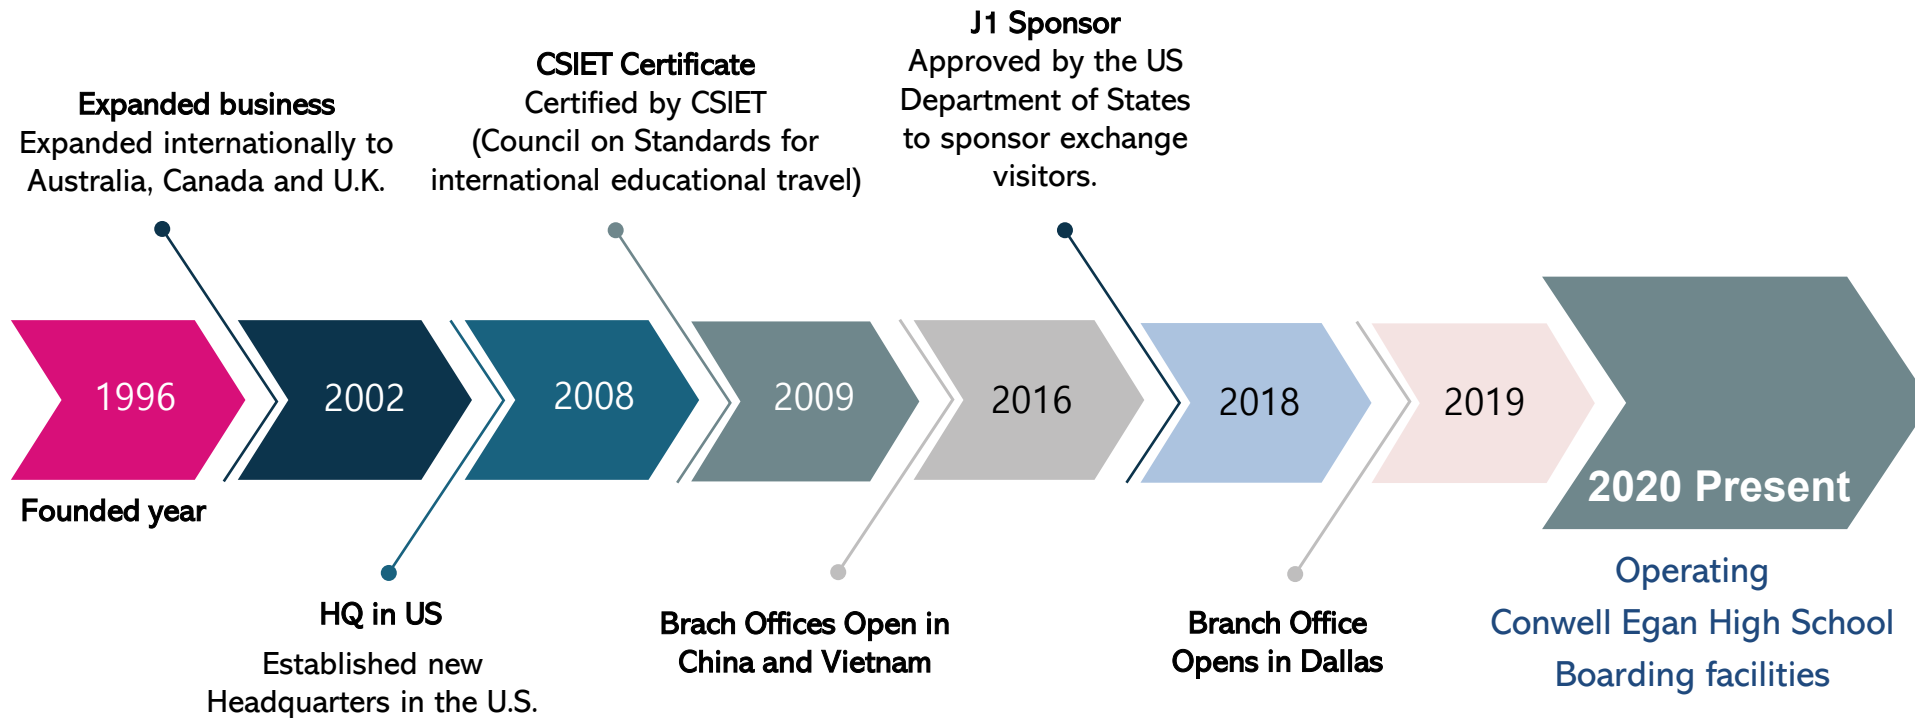 J1 Sponsor
Approved by the US
Department of States
to sponsor exchange
visitors.
CSIET Certificate
Certified by CSIET
(Council on Standards for
international educational travel)
Expanded business
Expanded internationally to
Australia, Canada and U.K.
1996
2002
2008
2009
2016
2018
2019
2020 Present
Founded year
HQ in US
Established new
Headquarters in the U.S.
Brach Offices Open in
China and Vietnam
Branch Office
Opens in Dallas
Operating
Conwell Egan High School
Boarding facilities